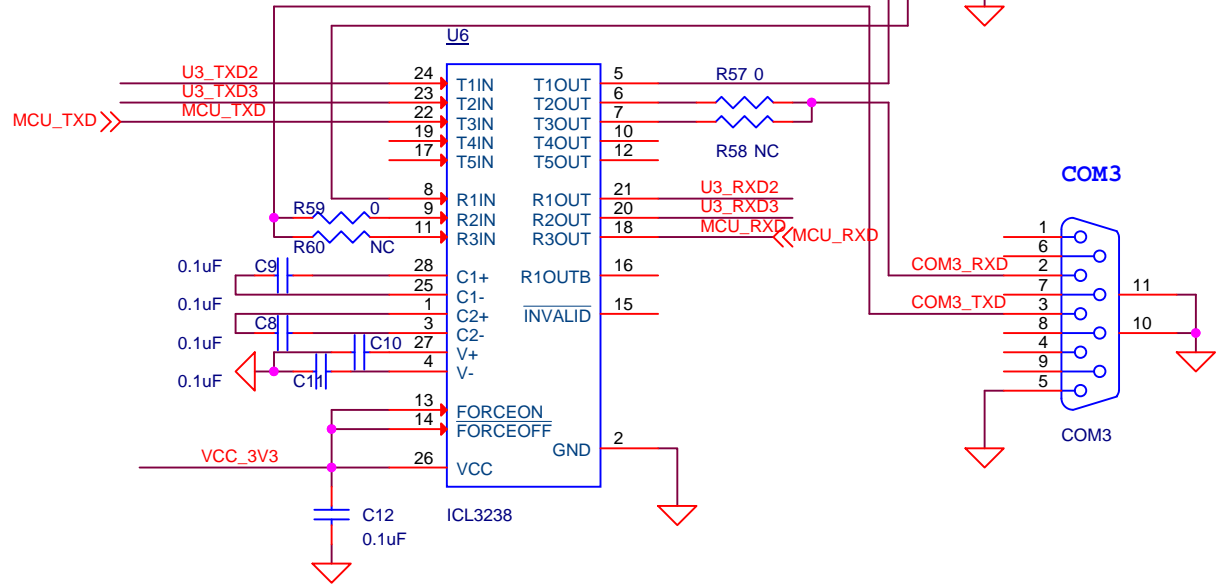 U6
U3_TXD2
24
T1IN
T1OUT
5
R57 0
U3_TXD3
23
T2IN
T2OUT
6
MCU_TXD
MCU_TXD
22
T3IN
T3OUT
7
19
T4IN
T4OUT
10
17
T5IN
T5OUT
12
R58 NC
COM3
8
R1IN
R1OUT
21
U3_RXD2
R59
0
9
R2IN
R2OUT
20
U3_RXD3
R60
NC
11
R3IN
R3OUT
18
MCU_RXD
MCU_RXD
0.1uF
C9
28
C1+
R1OUTB
16
25
C1-
0.1uF
C8
1
C2+
INVALID
15
3
C2-
0.1uF
C10
27
V+
0.1uF
C11
4
V-
13
FORCEON
14
FORCEOFF
GND
2
VCC_3V3
26
VCC
C12
0.1uF
ICL3238
1
6
COM3_RXD
2
7
11
COM3_TXD
3
8
10
4
9
5
COM3